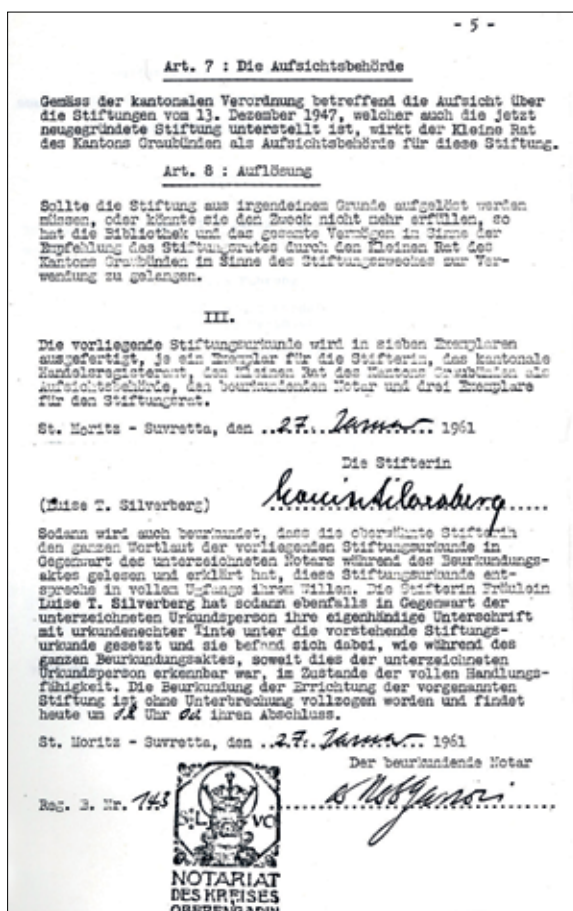 - 5 -
Art. 7 : Die Aufsichtsbehörde
Gemäss der kantonalen Verordnung betreffend die Aufsicht über
die Stiftungen vom 13. Dezember 1947, welcher auch die jetzt
neugegründete Stiftung unterstellt ist, wirkt der Kleine Rat
des Kantons Graubünden als Aufsichtsbehörde für diese Stiftung.
Art. 8 : Auflösung
Sollte die Stiftung aus irgendeinem Grunde aufgelöst werden
müssen, oder könnte sie den Zweck nicht mehr erfüllen, so
hat die Bibliothek und das gesamte Vermögen im Sinne der
Empfehlung des Stiftungsrates durch den Kleinen Rat des
Kantons Graubünden im Sinne des Stiftungszweckes zur Ver-
wendung zu gelangen.
III.
Die vorliegende Stiftungsurkunde wird in sieben Exemplaren
ausgefertigt, je ein Exemplar für die Stifterin, das kantonale
Handelsregisteramt, den Kleinen Rat des Kantons Graubünden als
Aufsichtsbehörde, den beurkundenden Notar und drei Exemplare
für den Stiftungsrat.
St. Moritz - Suvretta, den ..27. Januar... 1961
Die Stifterin
(Luise T. Silverberg)
Sodann wird auch beurkundet, dass die oberwähnte Stifterin
den ganzen Wortlaut der vorliegenden Stiftungsurkunde in
Gegenwart des unterzeichneten Notars während des Beurkundungs-
aktes gelesen und erklärt hat, diese Stiftungsurkunde ent-
spreche in vollem Umfange ihrem Willen. Die Stifterin Fräulein
Luise T. Silverberg hat sodann ebenfalls in Gegenwart der
unterzeichneten Urkundsperson ihre eigenhändige Unterschrift
mit urkundenechter Tinte unter die vorstehende Stiftungs-
urkunde gesetzt und sie befand sich dabei, wie während des
ganzen Beurkundungsaktes, soweit dies der unterzeichneten
Urkundsperson erkennbar war, im Zustande der vollen Handlungs-
fähigkeit. Die Beurkundung der Errichtung der vorgenannten
Stiftung ist ohne Unterbrechung vollzogen worden und findet
heute um Uhr ihren Abschluss.
St. Moritz - Suvretta, den ..27. Januar... 1961
Der beurkundende Notar
Reg. B. Nr. 143
NOTARIAT
DES KREISES
OBERENGADIN